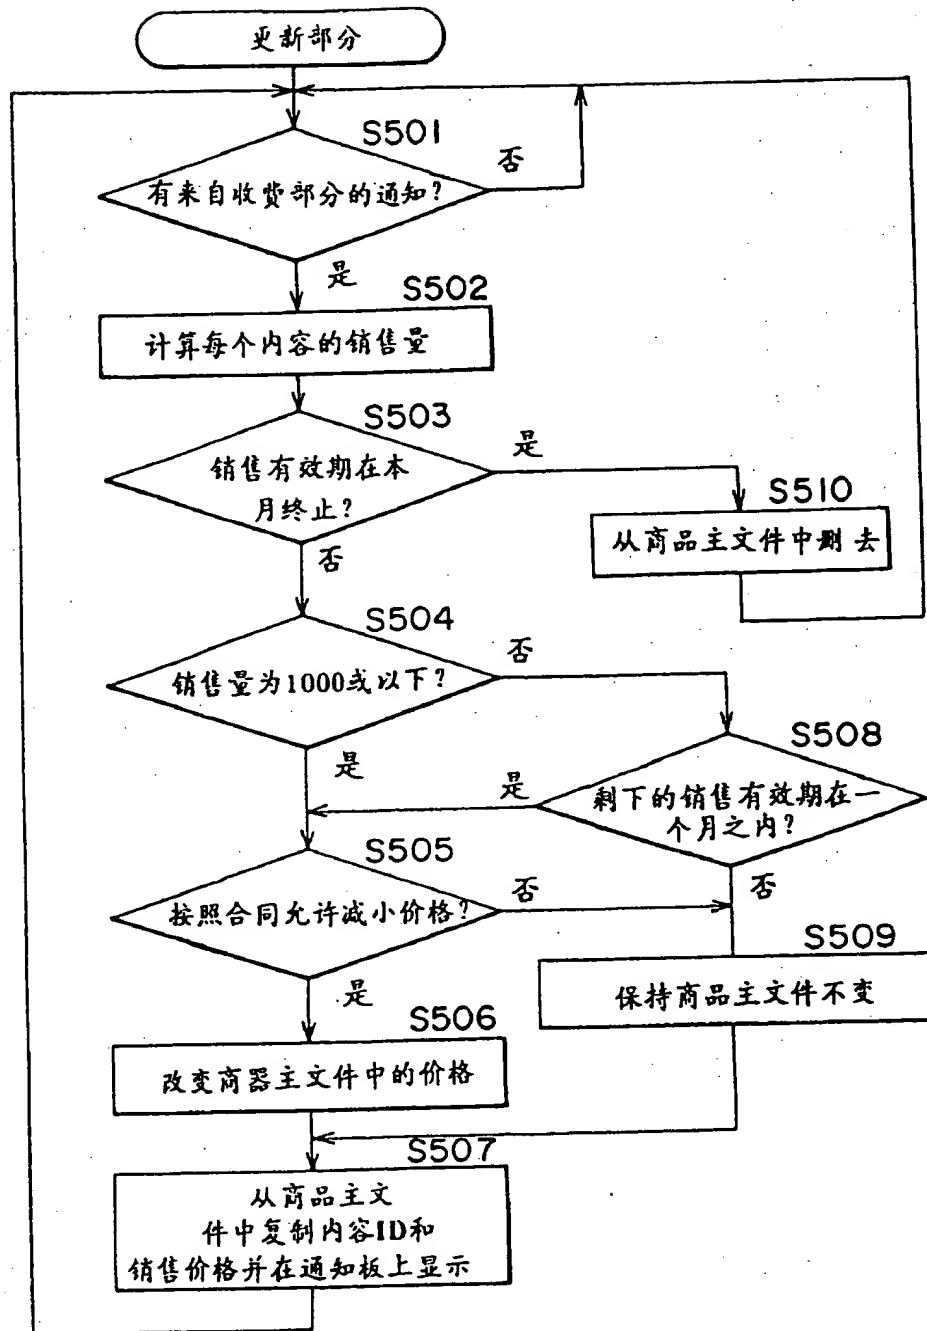 更新部分
S501
否
有来自收费部分的通知?
是
S502
计算每个内容的销售量
S503
是
销售有效期在本
月终止?
S510
从商品主文件中删去
否
S504
否
销售量为1000或以下?
S508
是
是
剩下的销售有效期在一
个月之内?
S505
否
否
按照合同允许减小价格?
S509
是
保持商品主文件不变
S506
改变商器主文件中的价格
S507
从商品主文
件中复制内容ID和
销售价格并在通知板上显示